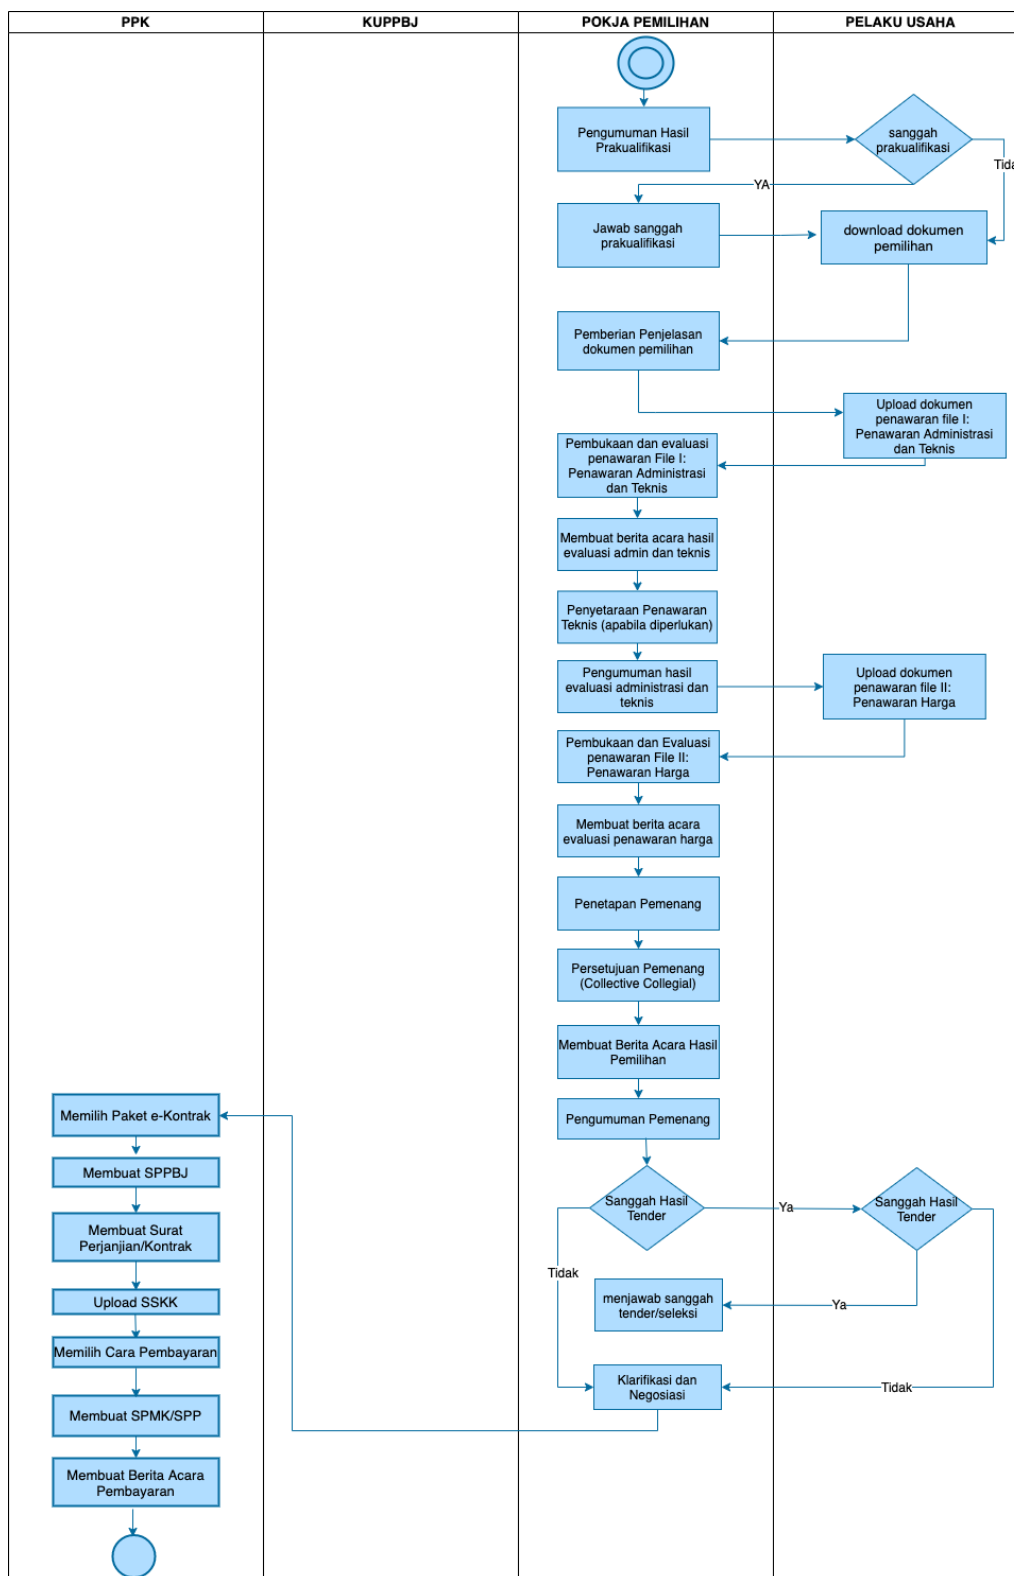 PPK
KUPPBJ
POKJA PEMILIHAN
PELAKU USAHA
Pengumuman Hasil
Prakualifikasi
sanggah
prakualifikasi
Tida
YA
Jawab sanggah
prakualifikasi
download dokumen
pemilihan
Pemberian Penjelasan
dokumen pemilihan
Upload dokumen
penawaran file I:
Penawaran Administrasi
dan Teknis
Pembukaan dan evaluasi
penawaran File I:
Penawaran Administrasi
dan Teknis
Membuat berita acara hasil
evaluasi admin dan teknis
Penyetaraan Penawaran
Teknis (apabila diperlukan)
Pengumuman hasil
evaluasi administrasi dan
teknis
Upload dokumen
penawaran file II:
Penawaran Harga
Pembukaan dan Evaluasi
penawaran File II:
Penawaran Harga
Membuat berita acara
evaluasi penawaran harga
Penetapan Pemenang
Persetujuan Pemenang
(Collective Collegial)
Membuat Berita Acara Hasil
Pemilihan
Pengumuman Pemenang
Sanggah Hasil
Tender
Ya
Sanggah Hasil
Tender
Tidak
menjawab sanggah
tender/seleksi
Ya
Klarifikasi dan
Negosiasi
Tidak
Memilih Paket e-Kontrak
Membuat SPPBJ
Membuat Surat
Perjanjian/Kontrak
Upload SSKK
Memilih Cara Pembayaran
Membuat SPMK/SPP
Membuat Berita Acara
Pembayaran